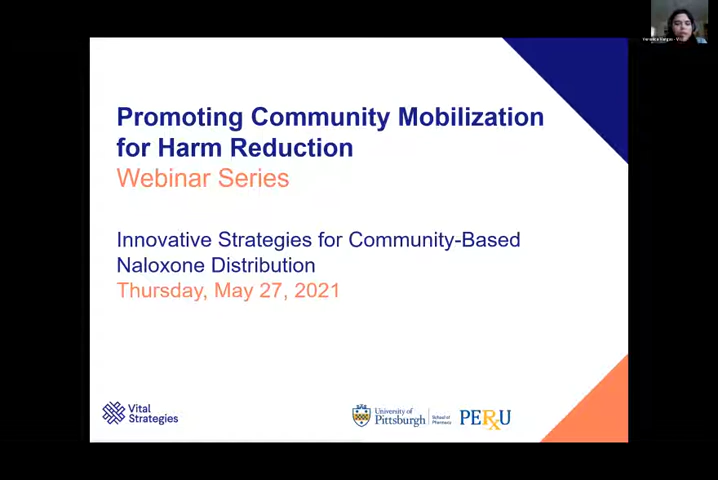 Promoting Community Mobilization
for Harm Reduction
Webinar Series
Innovative Strategies for Community-Based
Naloxone Distribution
Thursday, May 27, 2021
Vital
Strategies
University of
Pittsburgh
School of
Pharmacy
PERxU